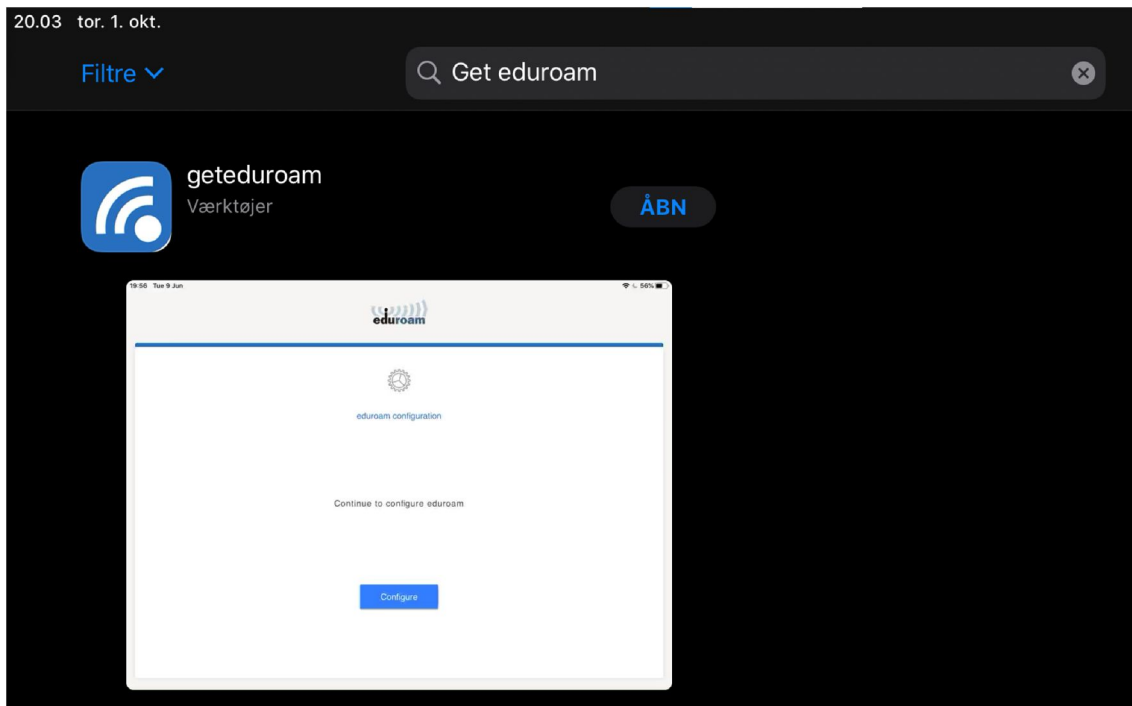 20.03 tor. 1. okt.
Filtre
Get eduroam
geteduroam
Værktøjer
ÅBN
19:56 Tue 9 Jun
56%
eduroam
eduroam configuration
Continue to configure eduroam
Configure